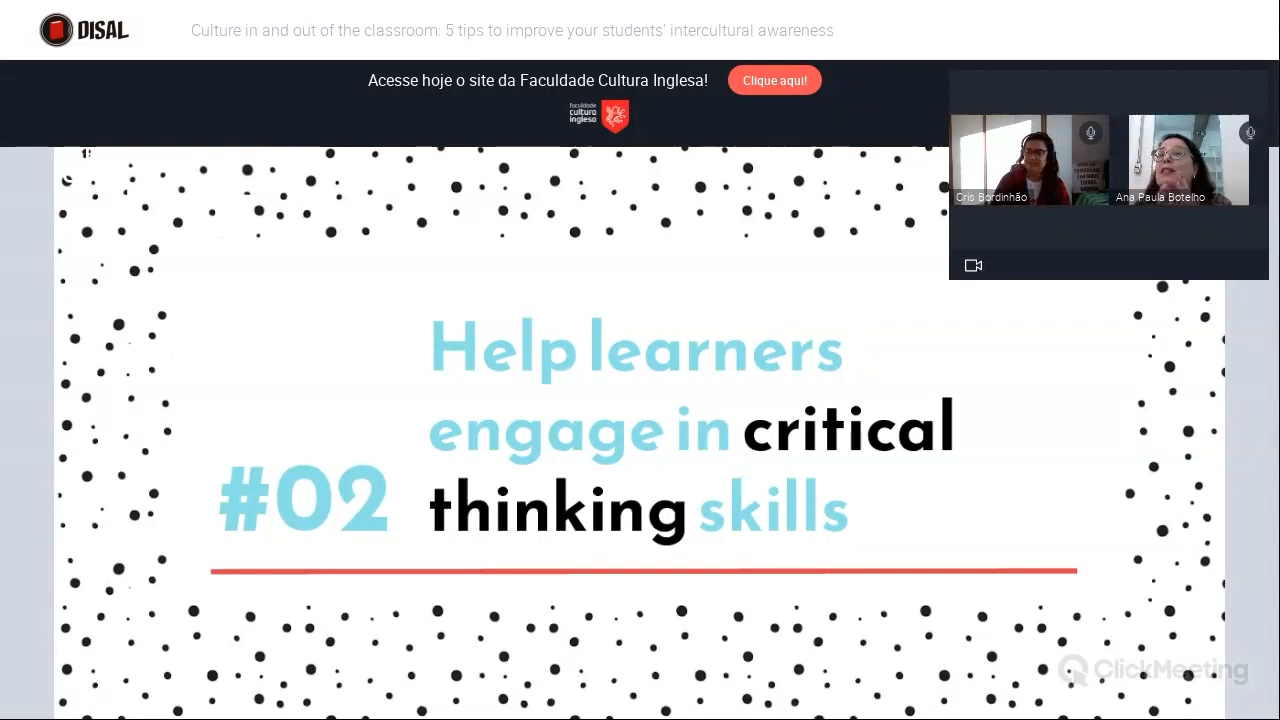 DISAL
Culture in and out of the classroom: 5 tips to improve your students' intercultural awareness
Acesse hoje o site da Faculdade Cultura Inglesa!
Clique aqui!
faculdade
cultura
inglesa
Cris Bordinhão
Ana Paula Botelho
Help learners
engage in critical
#02
thinking skills
ClickMeeting